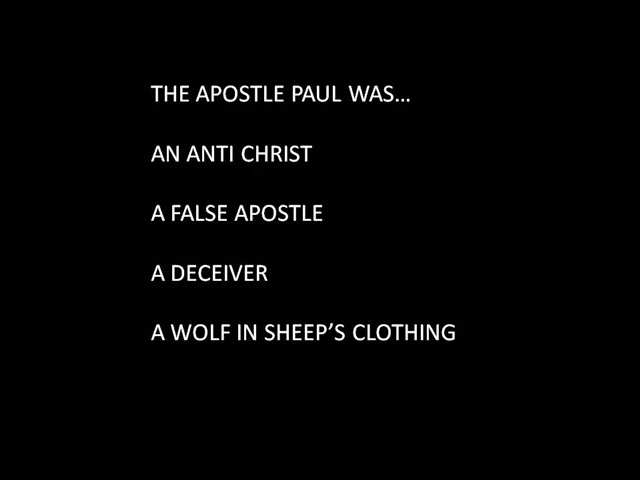 THE APOSTLE PAUL WAS…
AN ANTI CHRIST
A FALSE APOSTLE
A DECEIVER
A WOLF IN SHEEP’S CLOTHING